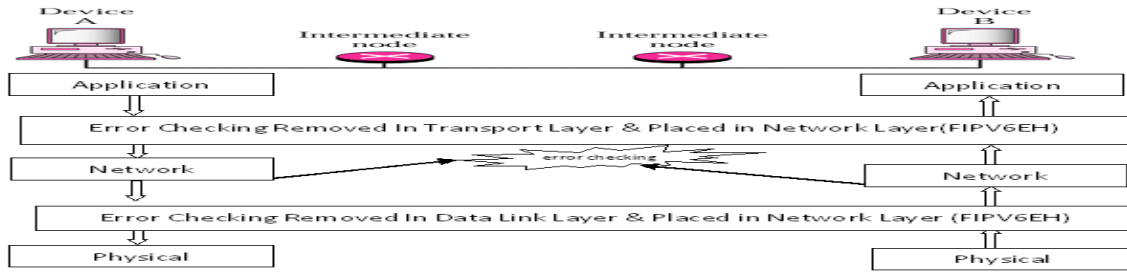 Device
A
Intermediate
node
Intermediate
node
Device
B
Application
Application
Error Checking Removed In Transport Layer & Placed in Network Layer(FIPV6EH)
error checking
Network
Network
Error Checking Removed In Data Link Layer & Placed in Network Layer (FIPV6EH)
Physical
Physical